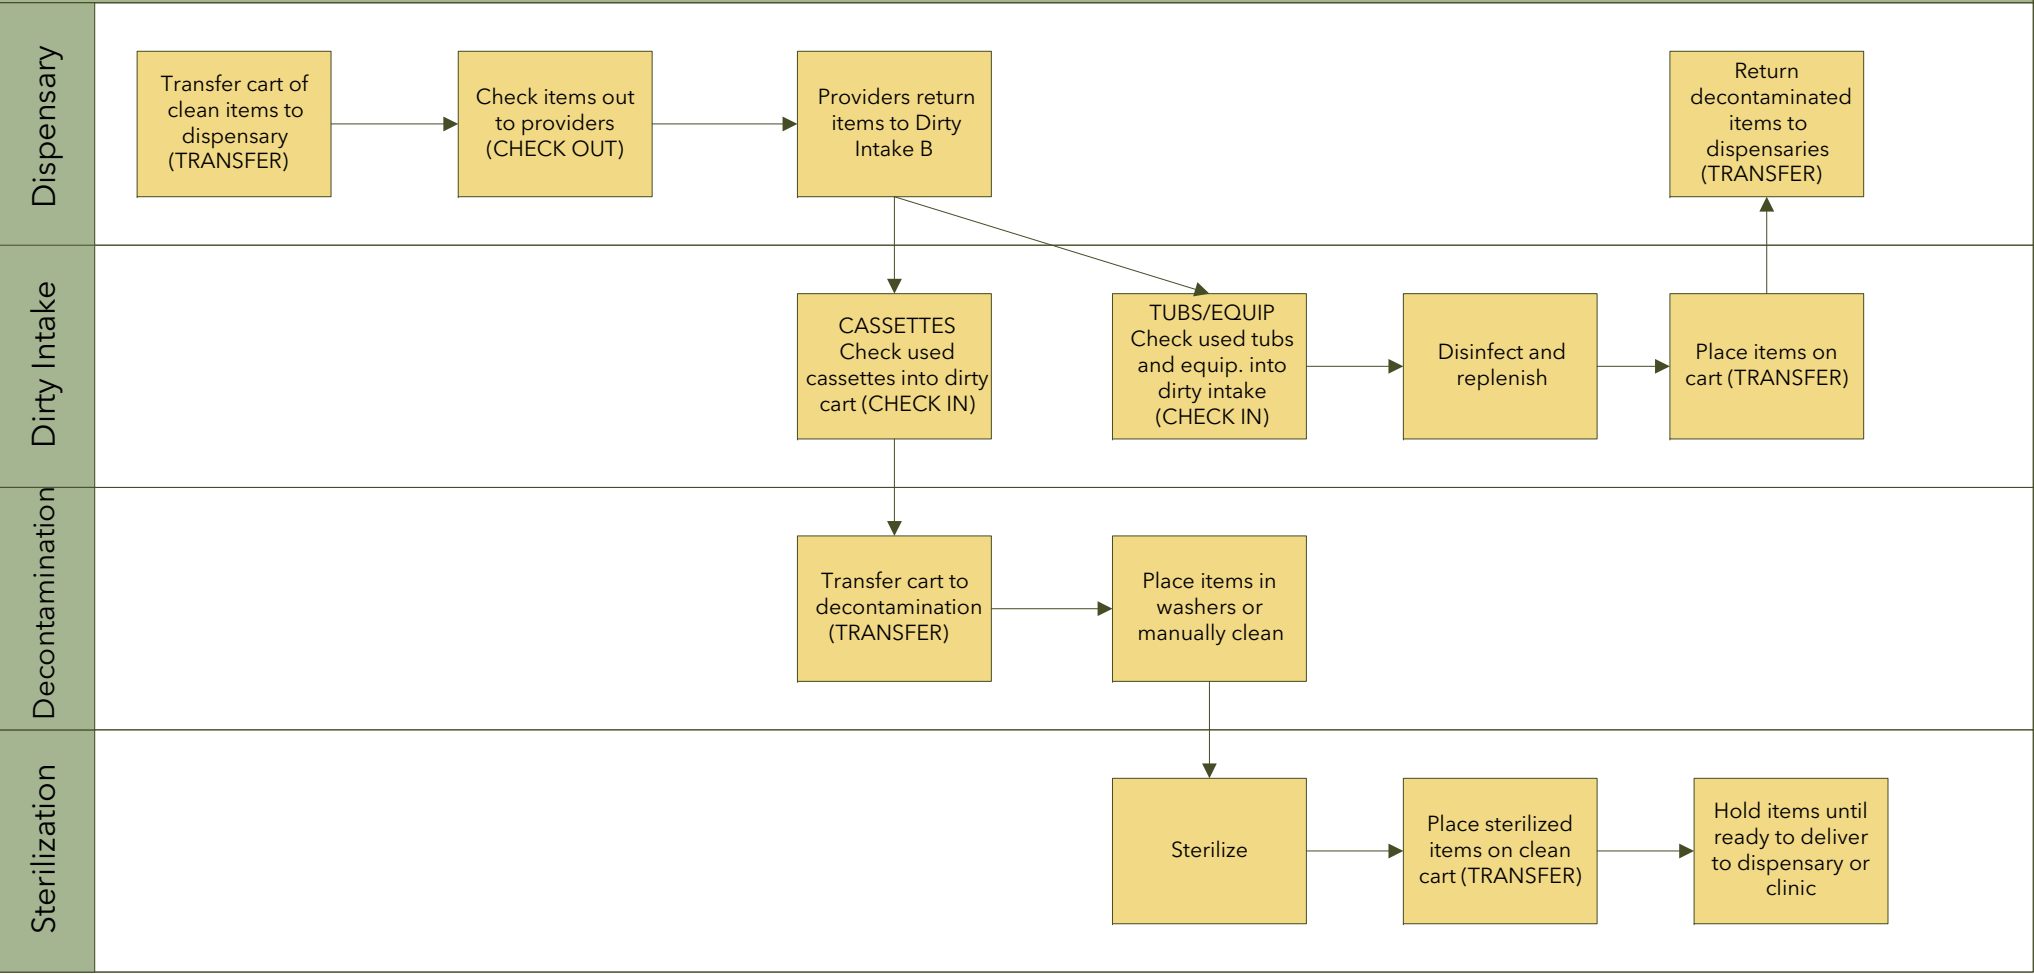 Dispensary
Transfer cart of
clean items to
dispensary
(TRANSFER)
Check items out
to providers
(CHECK OUT)
Providers return
items to Dirty
Intake B
Return
decontaminated
items to
dispensaries
(TRANSFER)
Dirty Intake
CASSETTES
Check used
cassettes into dirty
cart (CHECK IN)
TUBS/EQUIP
Check used tubs
and equip. into
dirty intake
(CHECK IN)
Disinfect and
replenish
Place items on
cart (TRANSFER)
Decontamination
Transfer cart to
decontamination
(TRANSFER)
Place items in
washers or
manually clean
Sterilization
Sterilize
Place sterilized
items on clean
cart (TRANSFER)
Hold items until
ready to deliver
to dispensary or
clinic